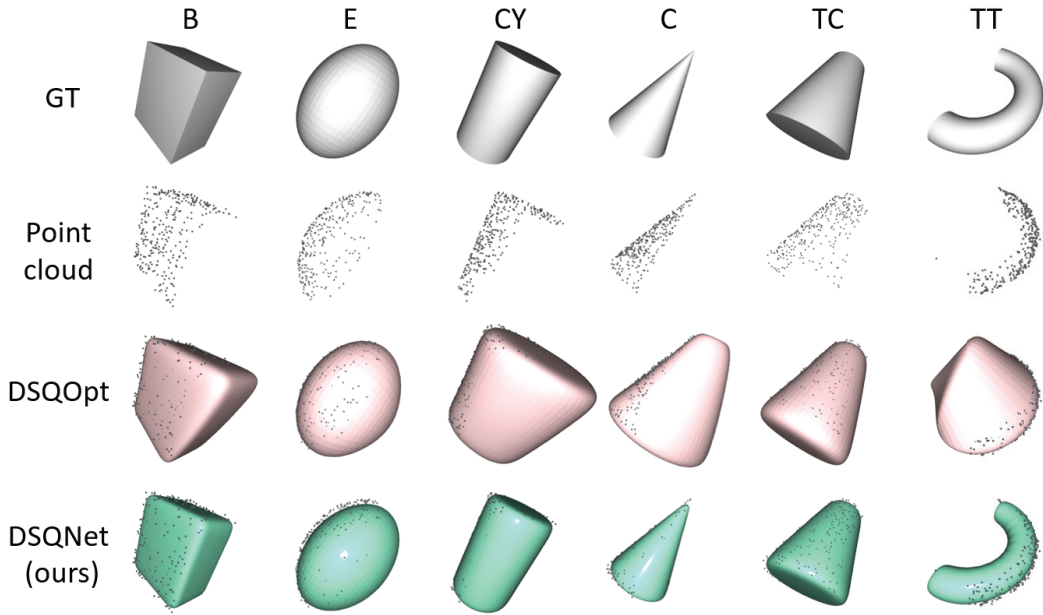 B E CY C TC TT
GT
Point
cloud
DSQOpt
DSQNet
(ours)